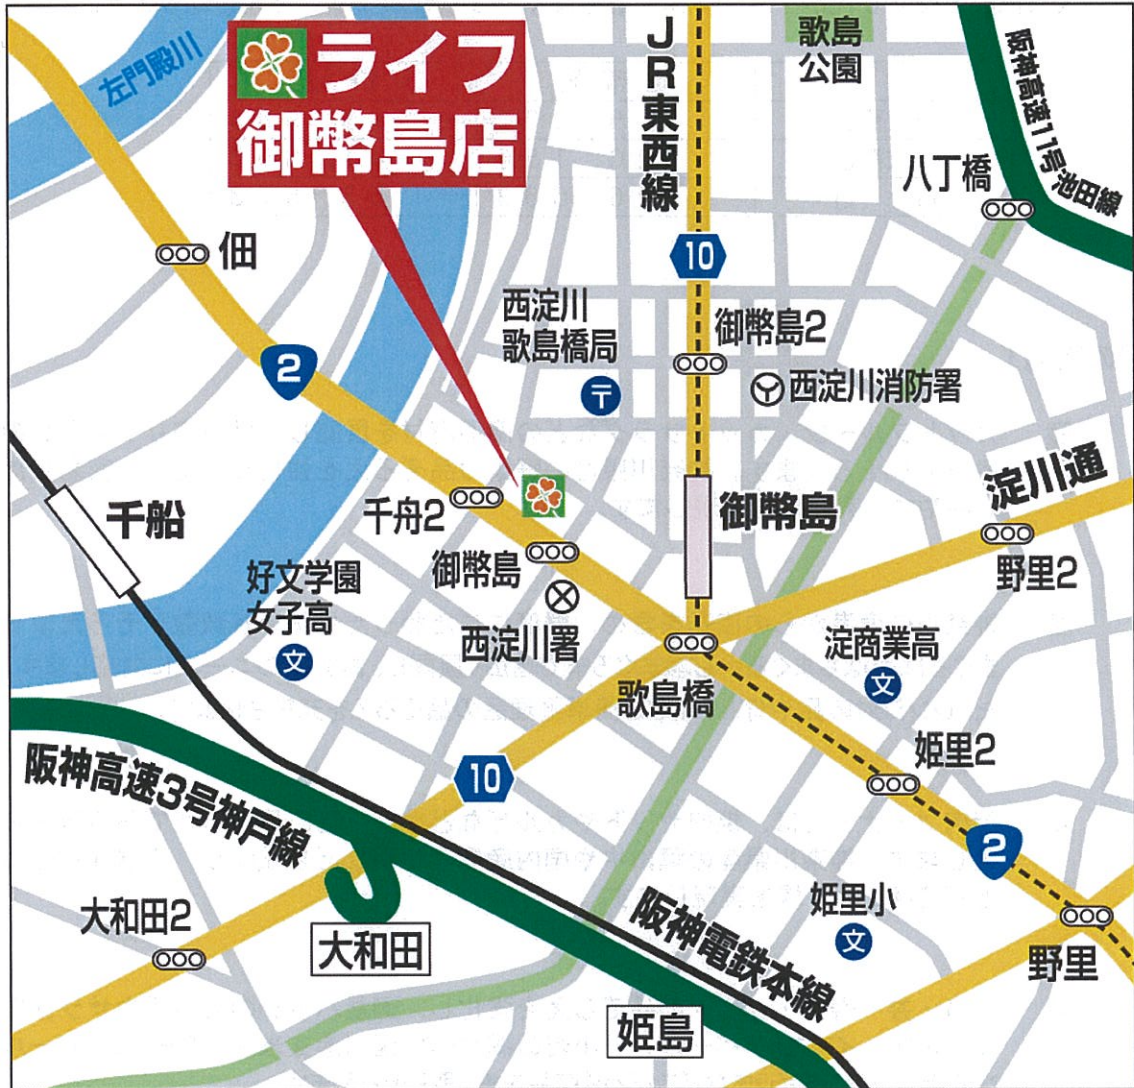 ライフ
御幣島店
左門殿川
JR東西線
歌島
公園
阪神高速11号池田線
八丁橋
佃
10
西淀川
歌島橋局
〒
御幣島2
西淀川消防署
2
淀川通
千船
千舟2
御幣島
御幣島
野里2
好文学園
女子高
文
西淀川署
淀商業高
文
歌島橋
姫里2
10
阪神高速3号神戸線
2
大和田2
大和田
阪神電鉄本線
姫里小
文
野里
姫島